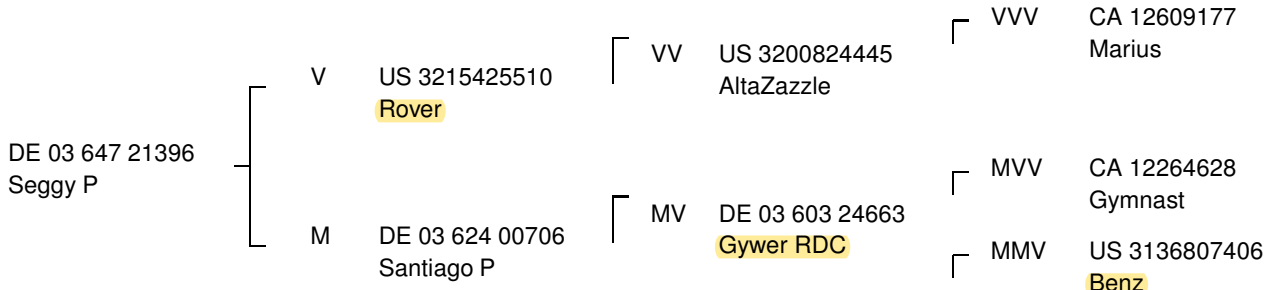 VVV CA 12609177
Marius
VV US 3200824445
AltaZazzle
V US 3215425510
Rover
DE 03 647 21396
Seggy P
MVV CA 12264628
Gymnast
MV DE 03 603 24663
Gywer RDC
M DE 03 624 00706
Santiago P
MMV US 3136807406
Benz